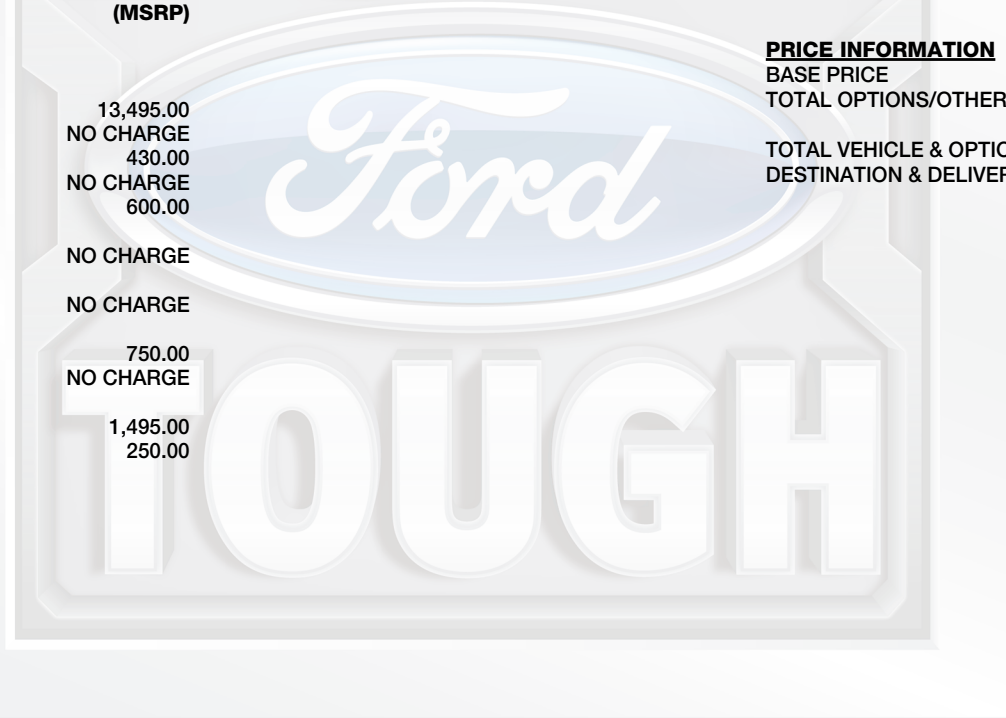 (MSRP)
13,495.00
NO CHARGE
430.00
NO CHARGE
600.00
NO CHARGE
NO CHARGE
750.00
NO CHARGE
1,495.00
250.00
PRICE INFORMATION
BASE PRICE
TOTAL OPTIONS/OTHER
TOTAL VEHICLE & OPTIO
DESTINATION & DELIVER
Ford
TOUGH